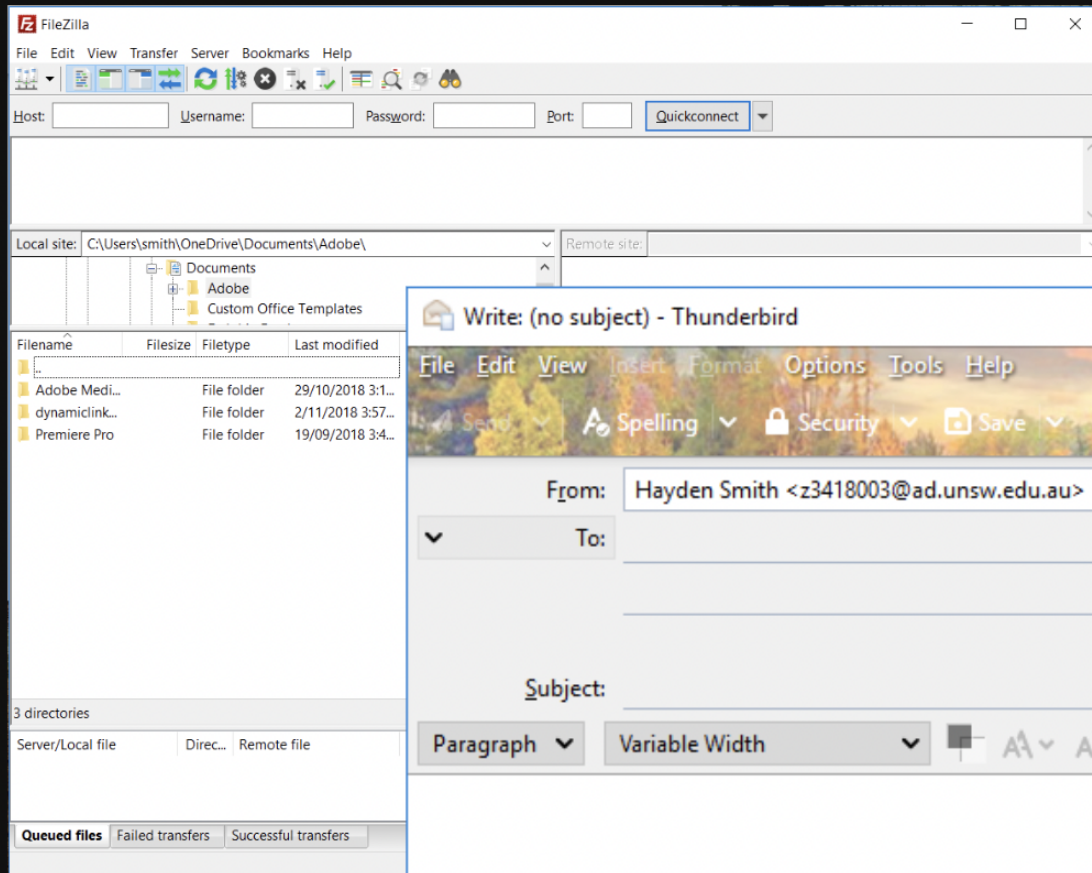 FileZilla
File Edit View Transfer Server Bookmarks Help
Host: Username: Password: Port: Quickconnect
Local site: C:\Users\smith\OneDrive\Documents\Adobe\ Remote site:
Documents
Adobe
Custom Office Templates
Filename Filesize Filetype Last modified
..
Adobe Medi... File folder 29/10/2018 3:1...
dynamiclink... File folder 2/11/2018 3:57...
Premiere Pro File folder 19/09/2018 3:4...
3 directories
Server/Local file Direc... Remote file
Queued files Failed transfers Successful transfers
Write: (no subject) - Thunderbird
File Edit View Insert Format Options Tools Help
Send Spelling Security Save
From: Hayden Smith <z3418003@ad.unsw.edu.au>
To:
Subject:
Paragraph Variable Width